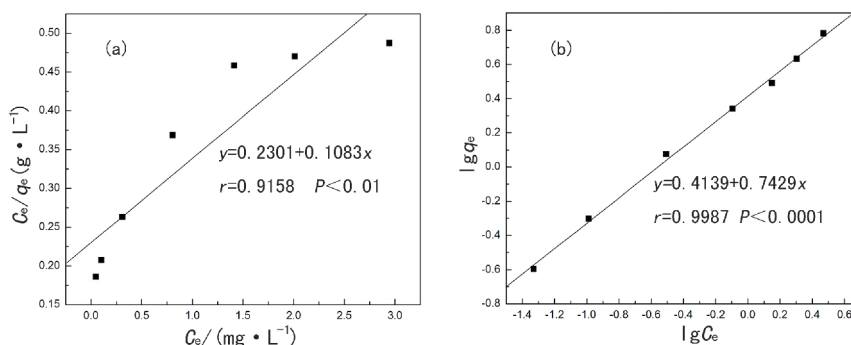 (a)
0.50
0.45
0.40
0.35
0.30
0.25
0.20
0.15
Ce/qe(g·L-1)
y=0.2301+0.1083x
r=0.9158 P<0.01
0.0 0.5 1.0 1.5 2.0 2.5 3.0
Ce/(mg·L-1)
(b)
0.8
0.6
0.4
0.2
0.0
-0.2
-0.4
-0.6
-0.8
lgqe
y=0.4139+0.7429x
r=0.9987 P<0.0001
-1.4 -1.2 -1.0 -0.8 -0.6 -0.4 -0.2 0.0 0.2 0.4 0.6
lgCe